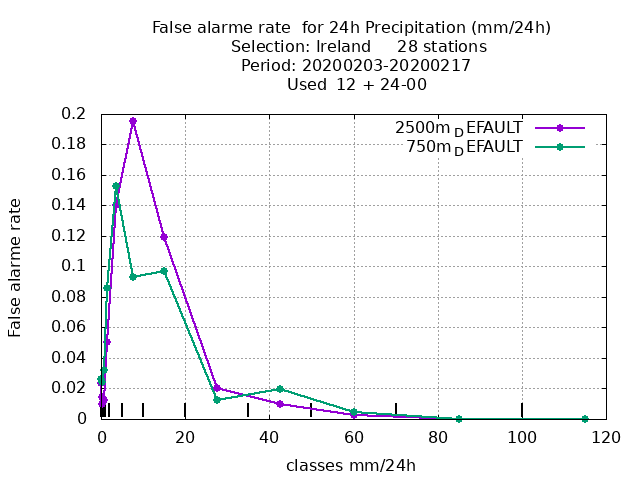 False alarme rate  for 24h Precipitation (mm/24h)
Selection: Ireland     28 stations
Period: 20200203-20200217
Used  12 + 24-00
2500m_DEFAULT
750m_DEFAULT
0.2
0.18
0.16
0.14
0.12
0.1
0.08
0.06
0.04
0.02
0
False alarme rate
0 20 40 60 80 100 120
classes mm/24h